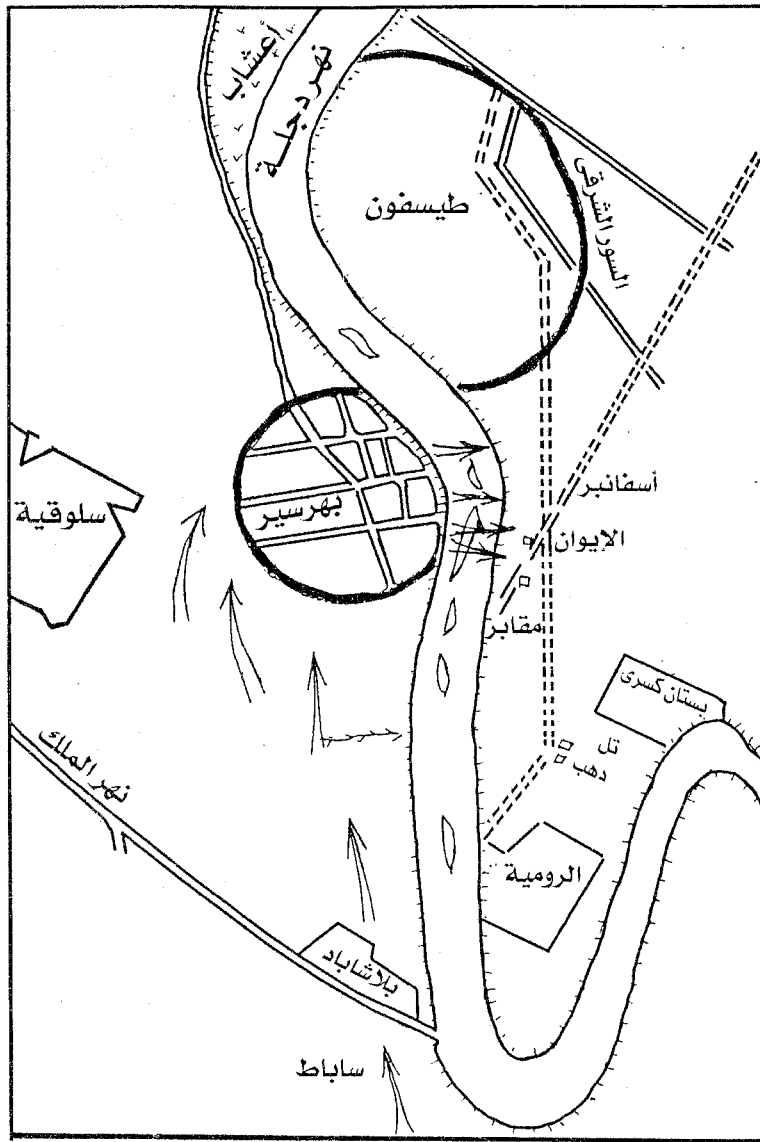 أعشاب
نهر دجلة
طيسفون
السور الشرقى
أسفانبر
سلوقية
بهرسير
الإيوان
مقابر
بستان كسرى
تل
دهب
نهر الملك
الرومية
بلاشاباد
ساباط